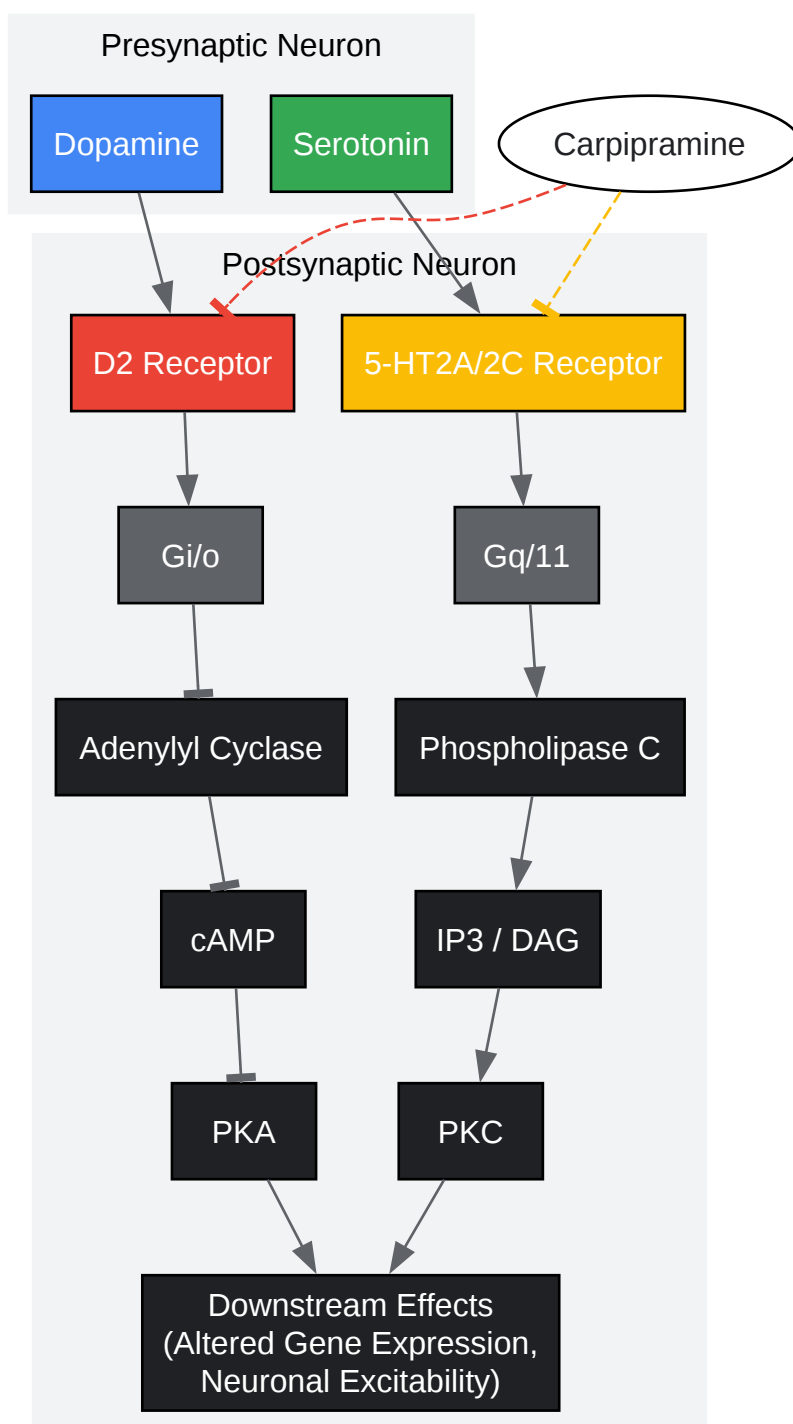 Presynaptic Neuron
Dopamine
Serotonin
Carpipramine
Postsynaptic Neuron
D2 Receptor
5-HT2A/2C Receptor
Gi/o
Gq/11
Adenylyl Cyclase
Phospholipase C
cAMP
IP3 / DAG
PKA
PKC
Downstream Effects
(Altered Gene Expression,
Neuronal Excitability)